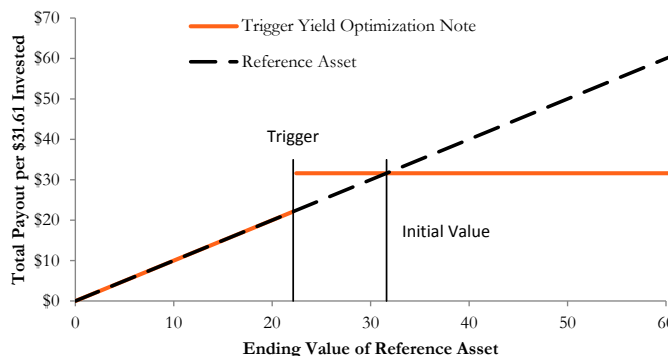 Trigger Yield Optimization Note
Reference Asset
Total Payout per $31.61 Invested
$70
$60
$50
$40
$30
$20
$10
$0
Trigger
Initial Value
0
10
20
30
40
50
60
Ending Value of Reference Asset